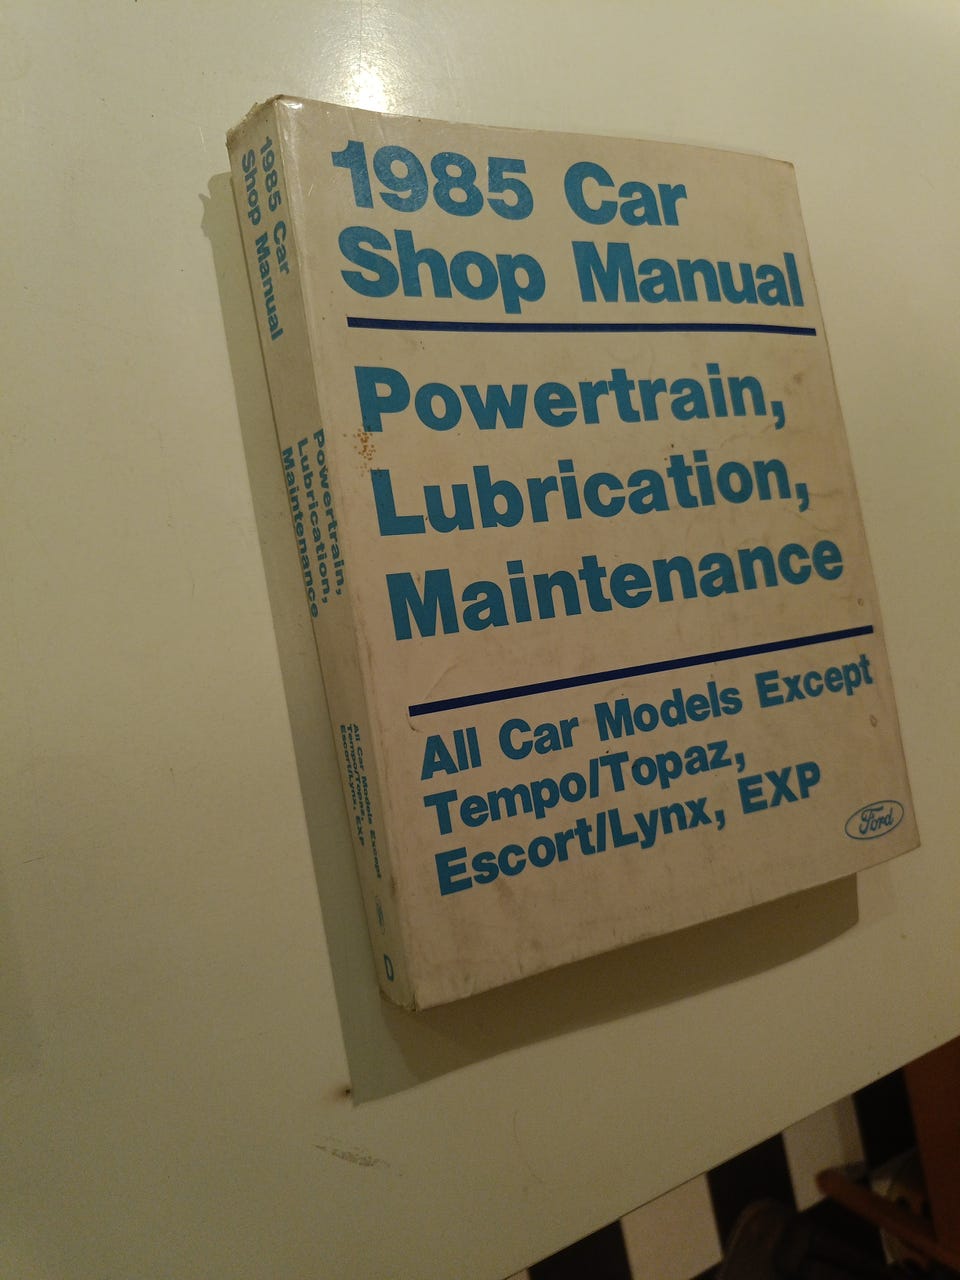 1985 Car
Shop Manual
Powertrain,
Lubrication,
Maintenance
All Car Models Except
Tempo/Topaz,
Escort/Lynx, EXP
Ford
1985 Car
Shop Manual
Powertrain,
Lubrication,
Maintenance
All Car Models Except
Tempo/Topaz,
Escort/Lynx, EXP
D